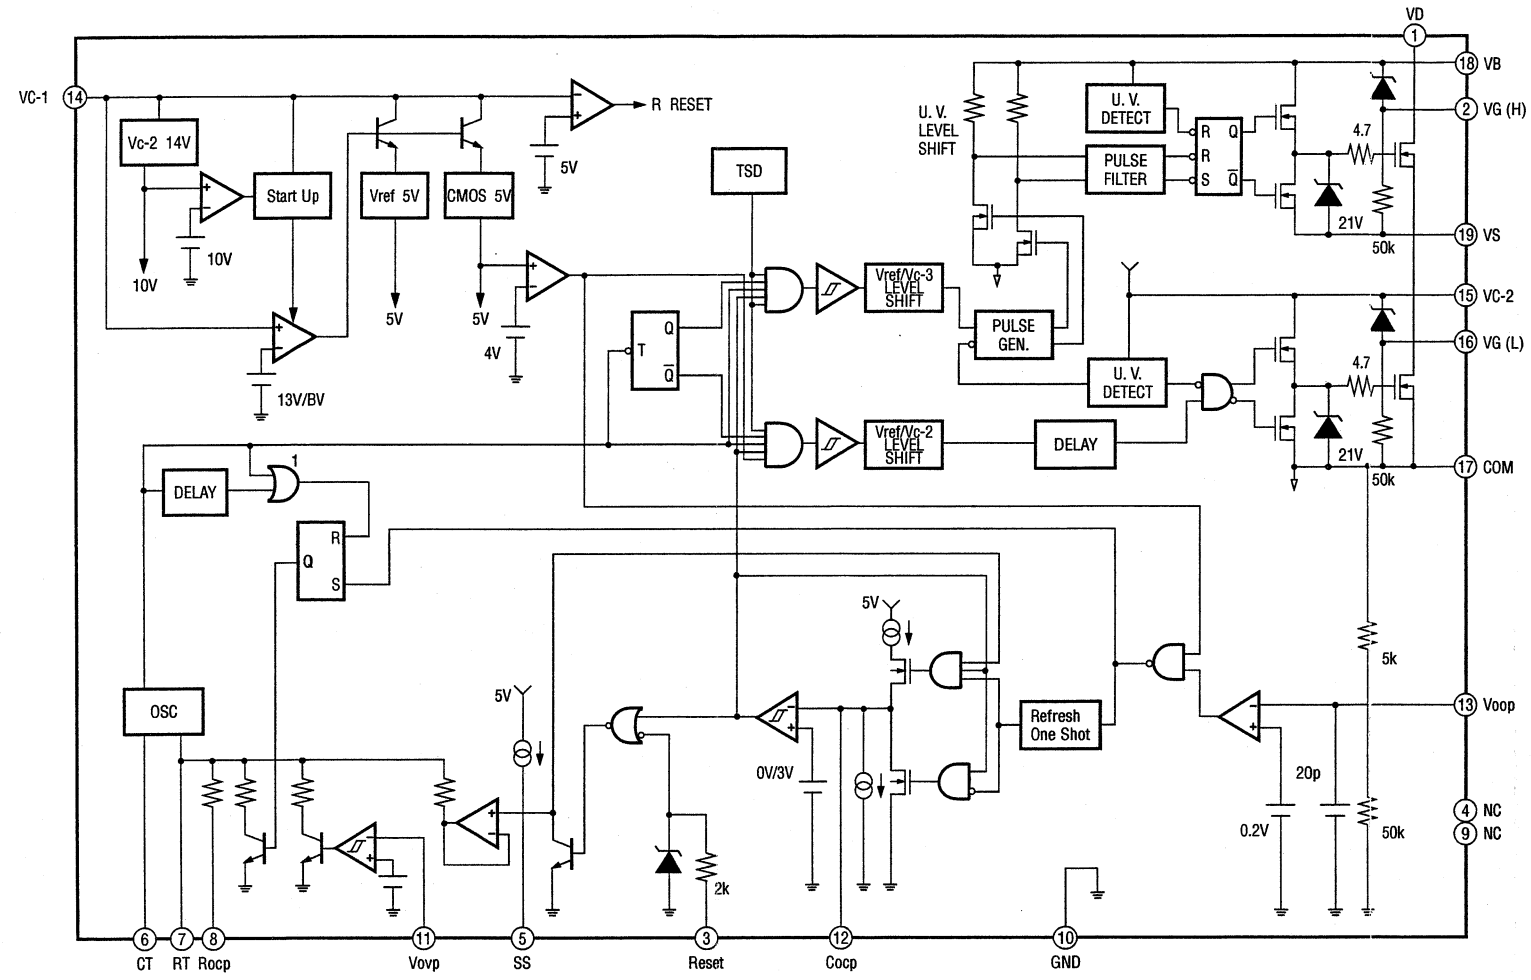 VD
1
18 VB
VC-1 14
R RESET
Vc-2 14V
5V
10V
10V
Start Up
Vref 5V
CMOS 5V
5V
5V
4V
13V/BV
TSD
U. V.
LEVEL
SHIFT
U. V.
DETECT
PULSE
FILTER
R Q
R
S Q
4.7
2 VG (H)
21V
50k
19 VS
Vref/Vc-3
LEVEL
SHIFT
PULSE
GEN.
15 VC-2
16 VG (L)
T Q
Q
U. V.
DETECT
4.7
21V
50k
Vref/Vc-2
LEVEL
SHIFT
DELAY
17 COM
DELAY
1
R
Q
S
5V
5k
OSC
5V
Refresh
One Shot
13 Voop
0V/3V
20p
0.2V
50k
4 NC
9 NC
2k
6
7
8
11
5
3
12
10
CT
RT
Rocp
Vovp
SS
Reset
Cocp
GND